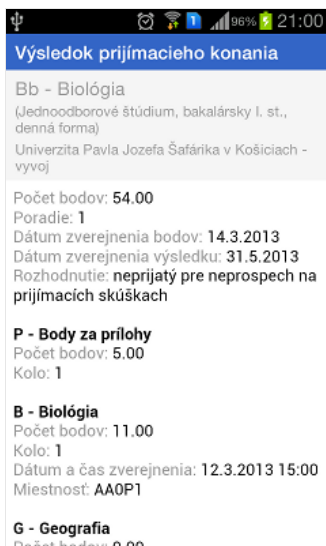 1 96% 21:00
Výsledok prijímacieho konania
Bb - Biológia
(Jednoodborové štúdium, bakalársky I. st.,
denná forma)
Univerzita Pavla Jozefa Šafárika v Košiciach -
vyvoj
Počet bodov: 54.00
Poradie: 1
Dátum zverejnenia bodov: 14.3.2013
Dátum zverejnenia výsledku: 31.5.2013
Rozhodnutie: neprijatý pre neprospech na
prijímacích skúškach
P - Body za prílohy
Počet bodov: 5.00
Kolo: 1
B - Biológia
Počet bodov: 11.00
Kolo: 1
Dátum a čas zverejnenia: 12.3.2013 15:00
Miestnosť: AA0P1
G - Geografia
Počet bodov: